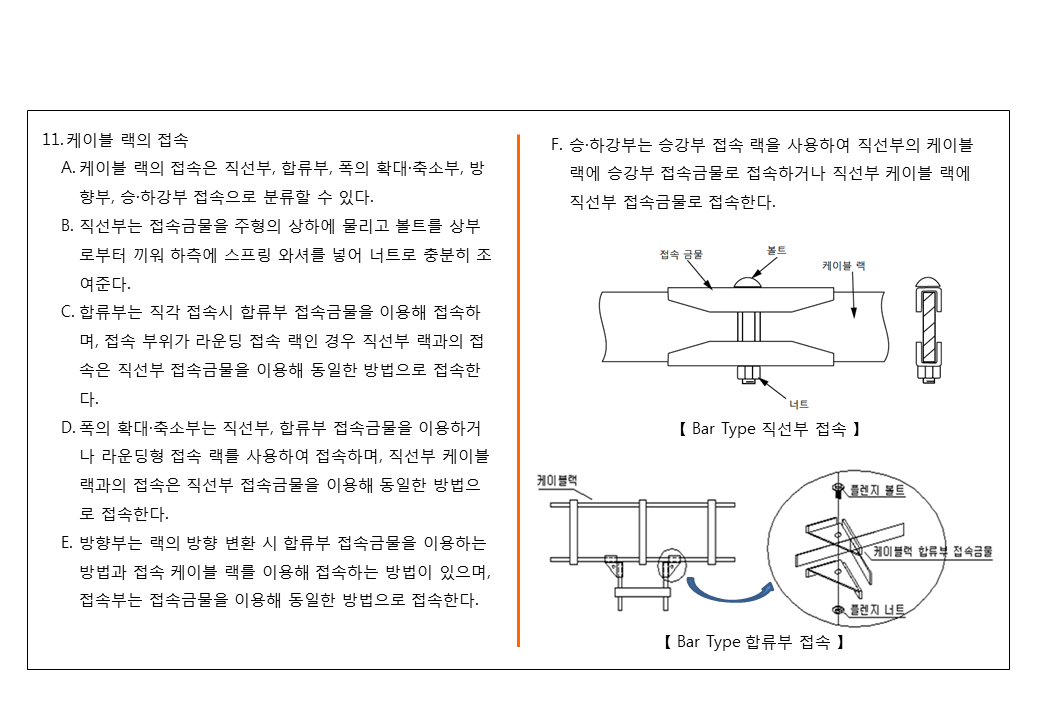 11. 케이블 랙의 접속
A. 케이블 랙의 접속은 직선부, 합류부, 폭의 확대·축소부, 방
향부, 승·하강부 접속으로 분류할 수 있다.
B. 직선부는 접속금물을 주형의 상하에 물리고 볼트를 상부
로부터 끼워 하측에 스프링 와셔를 넣어 너트로 충분히 조
여준다.
C. 합류부는 직각 접속시 합류부 접속금물을 이용해 접속하
며, 접속 부위가 라운딩 접속 랙인 경우 직선부 랙과의 접
속은 직선부 접속금물을 이용해 동일한 방법으로 접속한
다.
D. 폭의 확대·축소부는 직선부, 합류부 접속금물을 이용하거
나 라운딩형 접속 랙를 사용하여 접속하며, 직선부 케이블
랙과의 접속은 직선부 접속금물을 이용해 동일한 방법으
로 접속한다.
E. 방향부는 랙의 방향 변환 시 합류부 접속금물을 이용하는
방법과 접속 케이블 랙를 이용해 접속하는 방법이 있으며,
접속부는 접속금물을 이용해 동일한 방법으로 접속한다.
F. 승·하강부는 승강부 접속 랙을 사용하여 직선부의 케이블
랙에 승강부 접속금물로 접속하거나 직선부 케이블 랙에
직선부 접속금물로 접속한다.
접속 금물
볼트
케이블 랙
너트
【 Bar Type 직선부 접속 】
케이블랙
플렌지 볼트
케이블랙 합류부 접속금물
플렌지 너트
【 Bar Type 합류부 접속 】